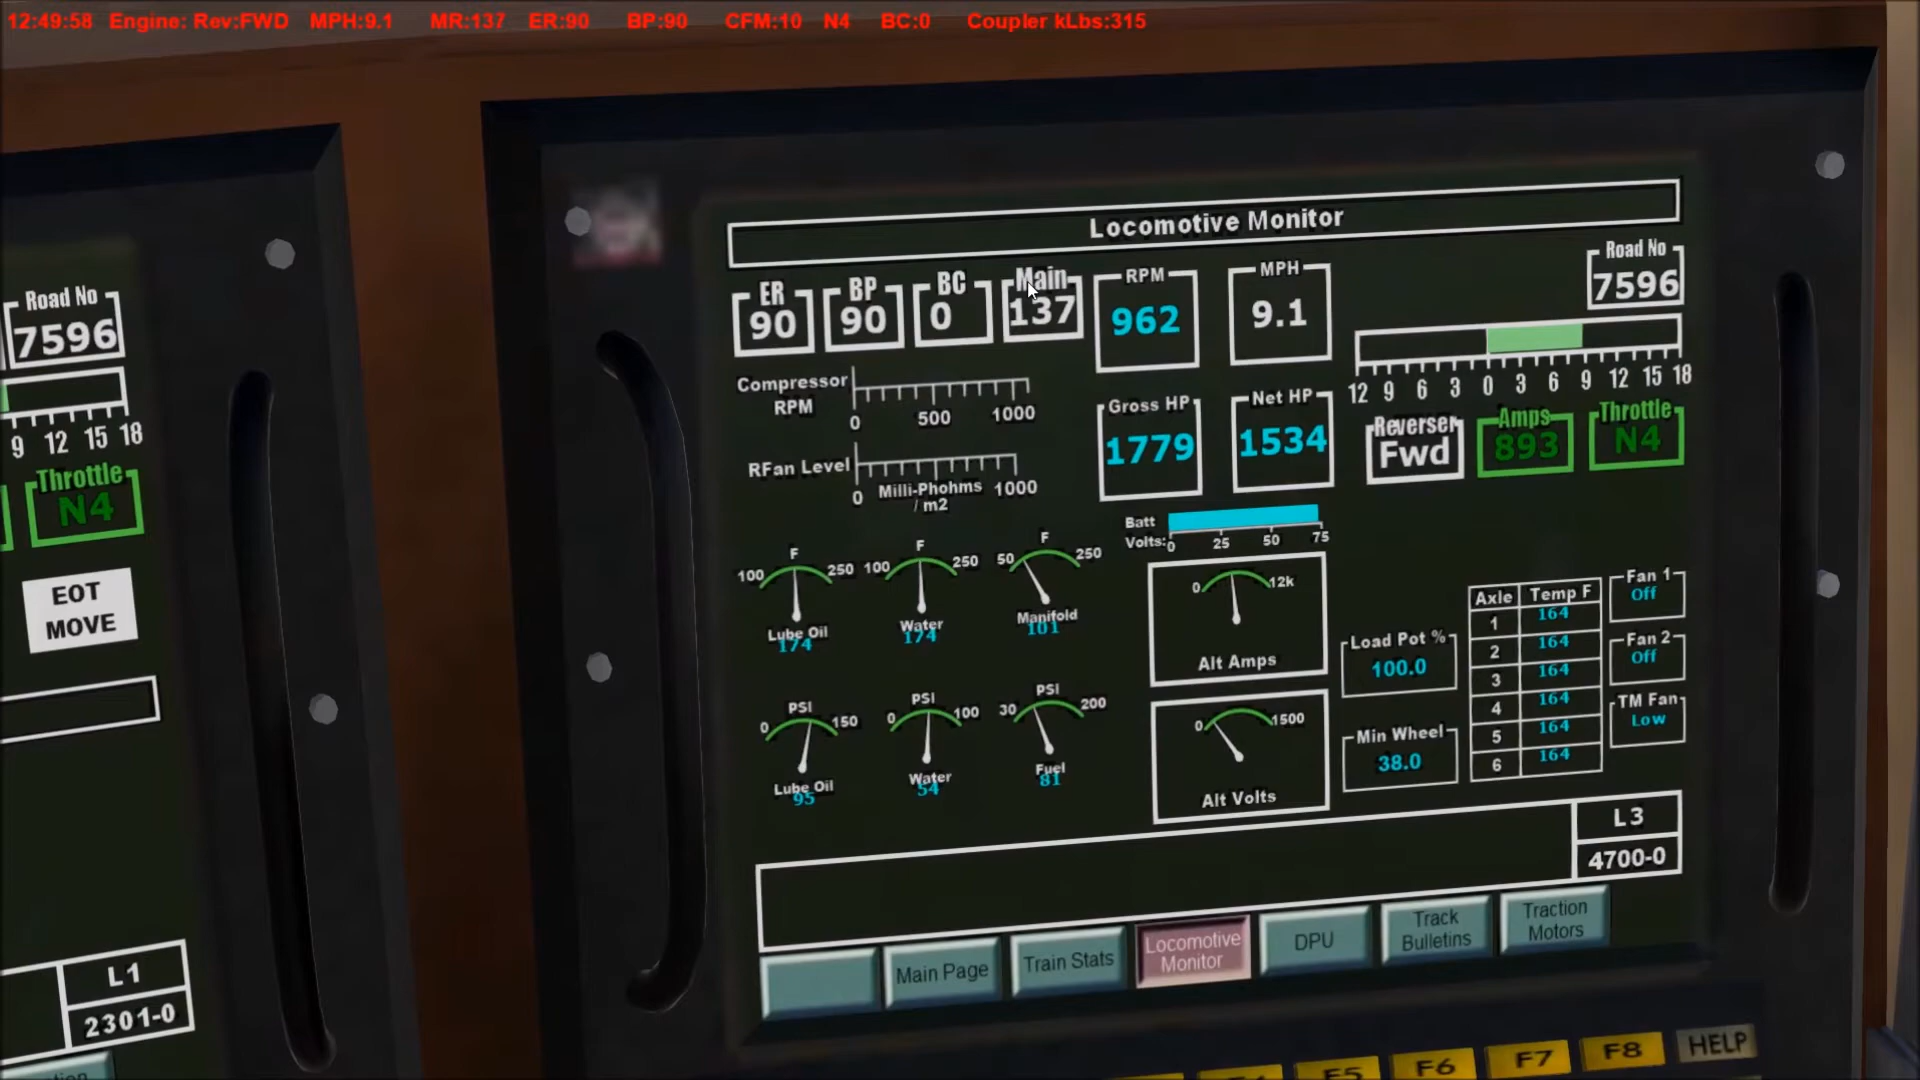 12:49:58 Engine: Rev:FWD MPH:9.1 MR:137 ER:90 BP:90 CFM:10 N4 BC:0 Coupler kLbs:315
Road No
7596
9 12 15 18
Throttle
N4
EOT
MOVE
L1
2301-0
Locomotive Monitor
ER
90
BP
90
BC
0
Main
137
RPM
962
MPH
9.1
Road No
7596
12 9 6 3 0 3 6 9 12 15 18
Compressor
RPM
0 500 1000
RFan Level
0 Milli-Phohms 1000
/ m2
Gross HP
1779
Net HP
1534
Reverser
Fwd
Amps
893
Throttle
N4
Batt
Volts:
0 25 50 75
F
100 250
Lube Oil
174
F
100 250
Water
174
F
50 250
Manifold
101
PSI
0 150
Lube Oil
95
PSI
0 100
Water
54
PSI
30 200
Fuel
81
0 12k
Alt Amps
0 1500
Alt Volts
Load Pot %
100.0
Min Wheel
38.0
Axle Temp F
1 164
2 164
3 164
4 164
5 164
6 164
Fan 1
Off
Fan 2
Off
TM Fan
Low
L3
4700-0
Main Page
Train Stats
Locomotive
Monitor
DPU
Track
Bulletins
Traction
Motors
F5 F6 F7 F8 HELP